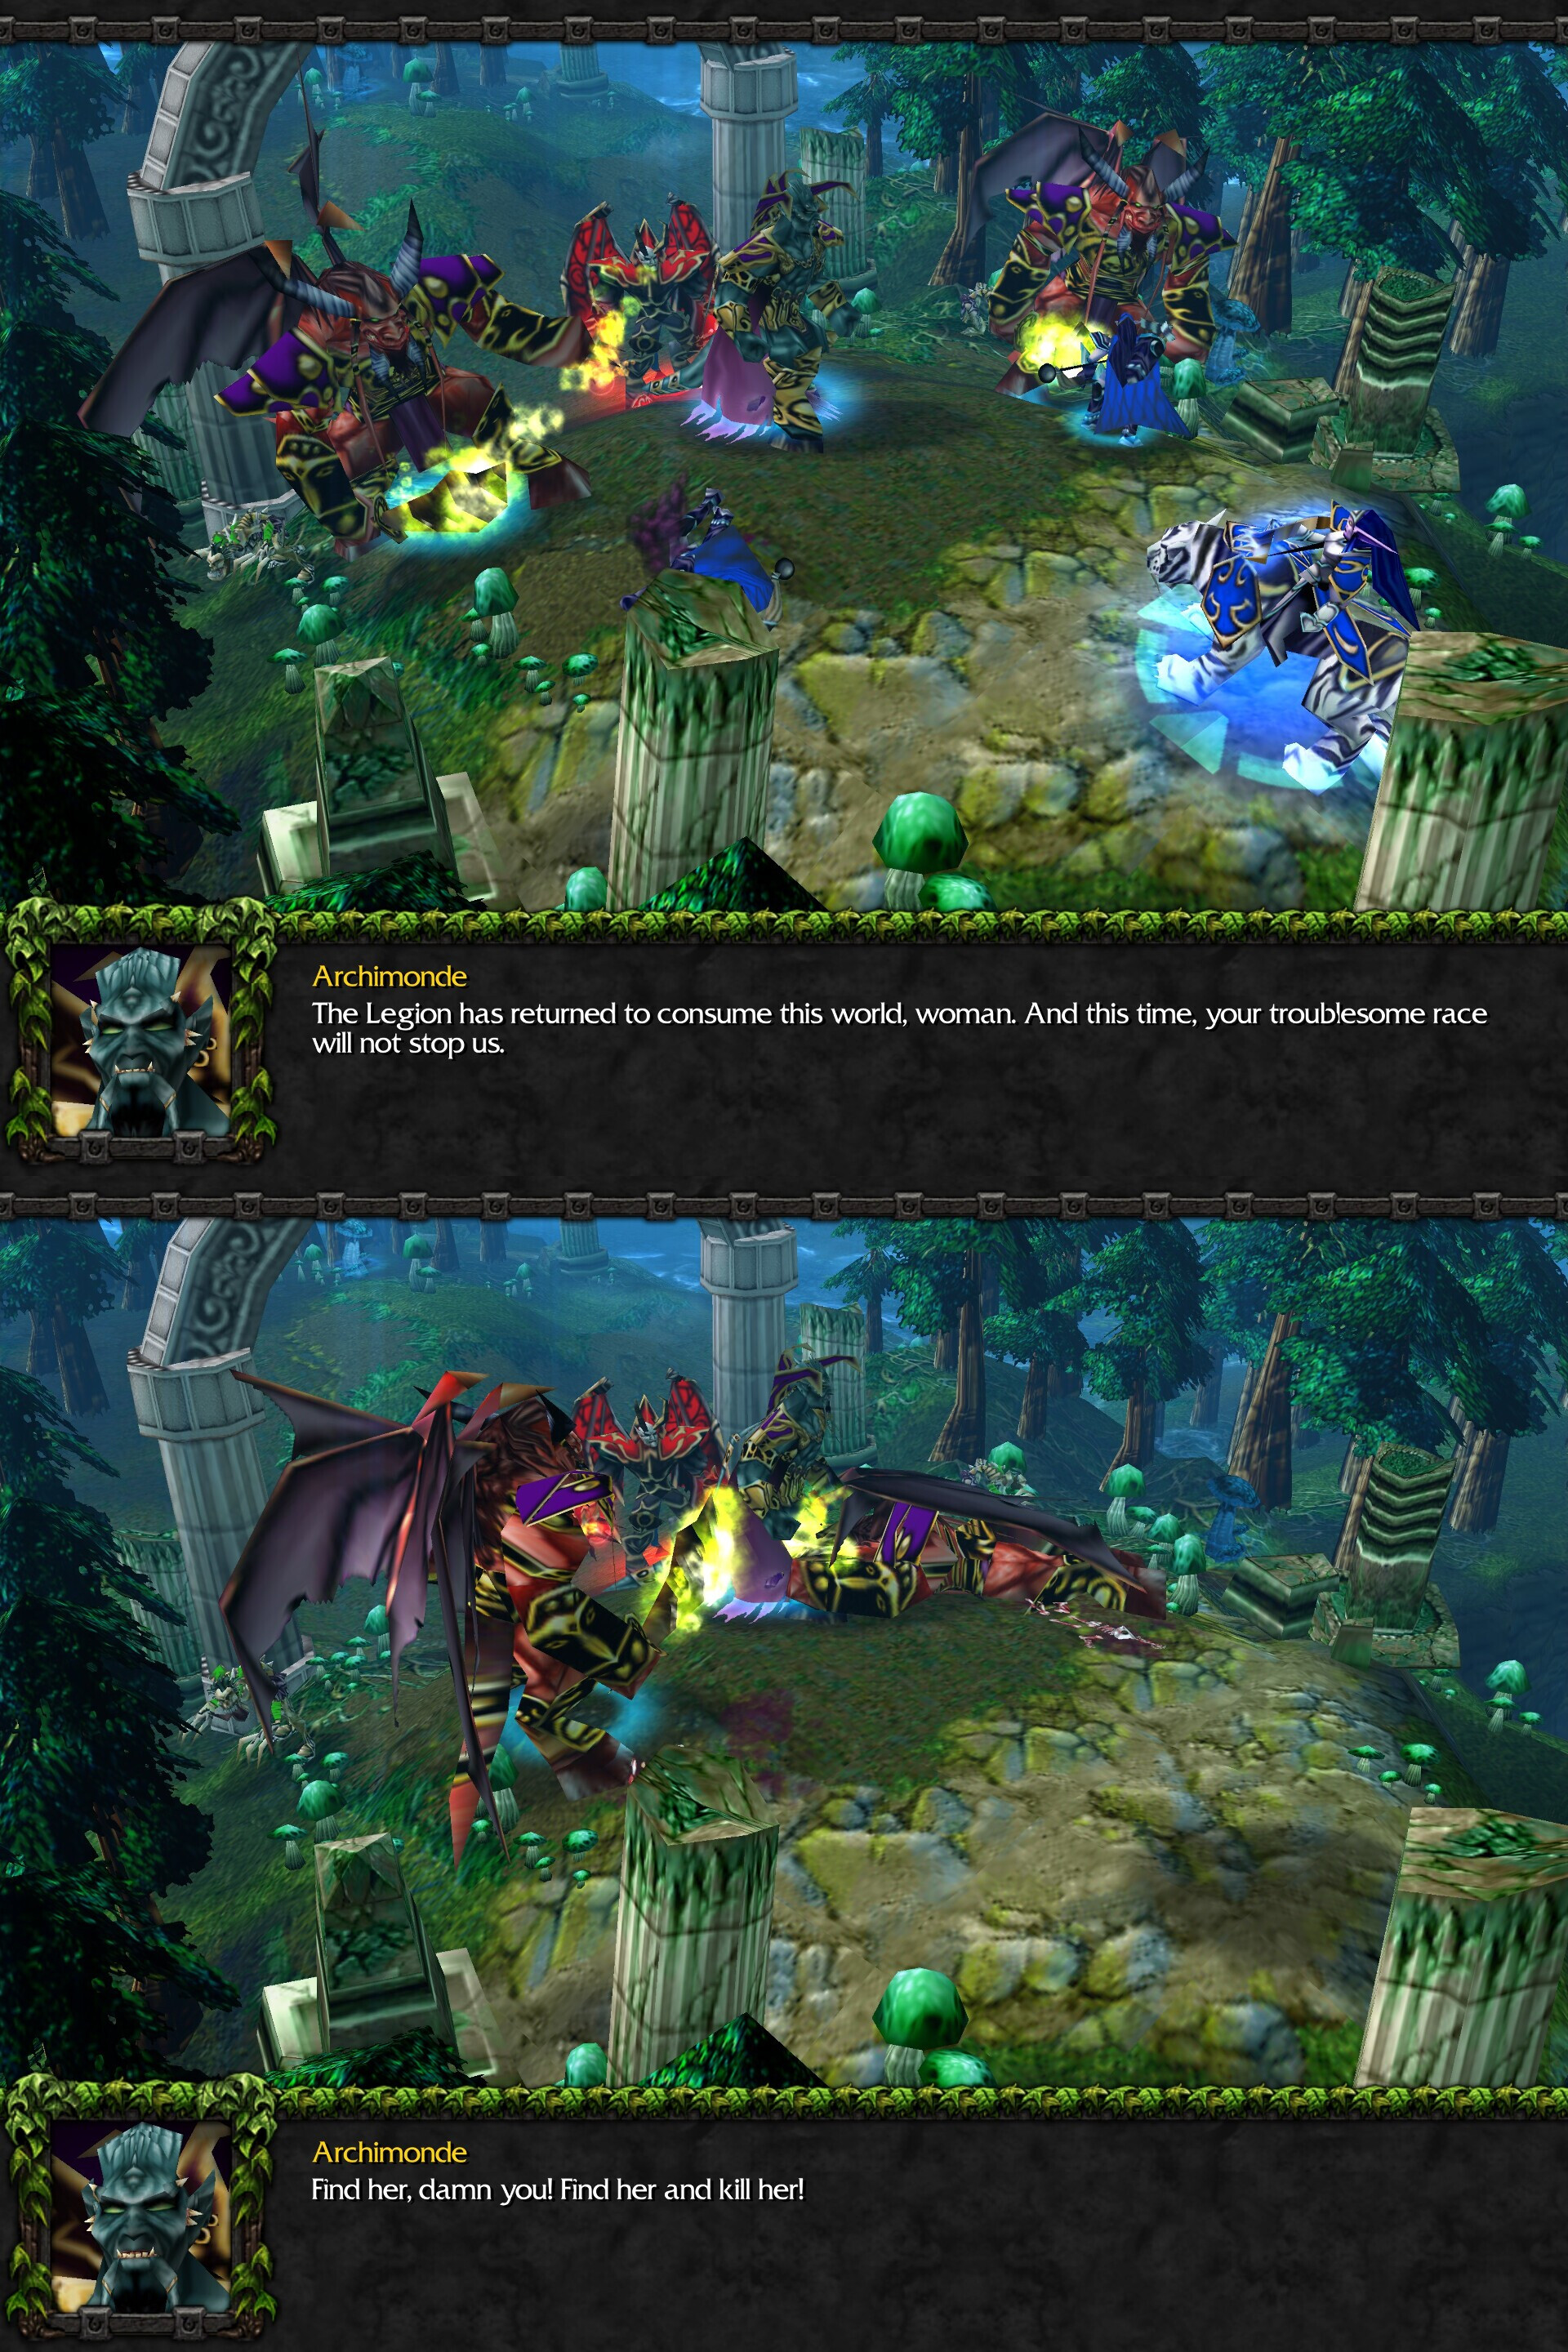 Archimonde
The Legion has returned to consume this world, woman. And this time, your troublesome race
will not stop us.
Archimonde
Find her, damn you! Find her and kill her!